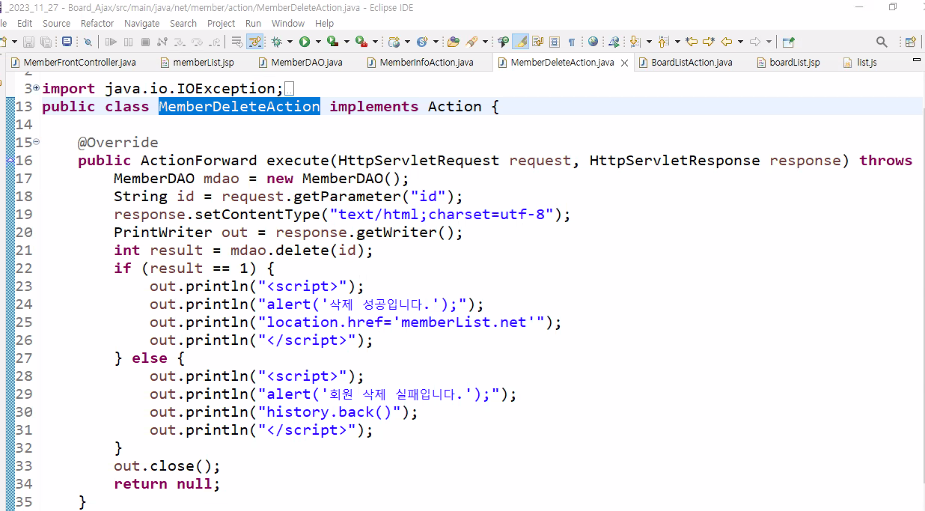 _2023_11_27 - Board_Ajax/src/main/java/net/member/action/MemberDeleteAction.java - Eclipse IDE
Edit Source Refactor Navigate Search Project Run Window Help
MemberFrontController.java memberList.jsp MemberDAO.java MemberInfoAction.java MemberDeleteAction.java BoardListAction.java boardList.jsp list.js
2
3 import java.io.IOException;
13 public class MemberDeleteAction implements Action {
14
15 @Override
16 public ActionForward execute(HttpServletRequest request, HttpServletResponse response) throws
17 MemberDAO mdao = new MemberDAO();
18 String id = request.getParameter("id");
19 response.setContentType("text/html;charset=utf-8");
20 PrintWriter out = response.getWriter();
21 int result = mdao.delete(id);
22 if (result == 1) {
23 out.println("<script>");
24 out.println("alert('삭제 성공입니다.');");
25 out.println("location.href='memberList.net'");
26 out.println("</script>");
27 } else {
28 out.println("<script>");
29 out.println("alert('회원 삭제 실패입니다.');");
30 out.println("history.back()");
31 out.println("</script>");
32 }
33 out.close();
34 return null;
35 }